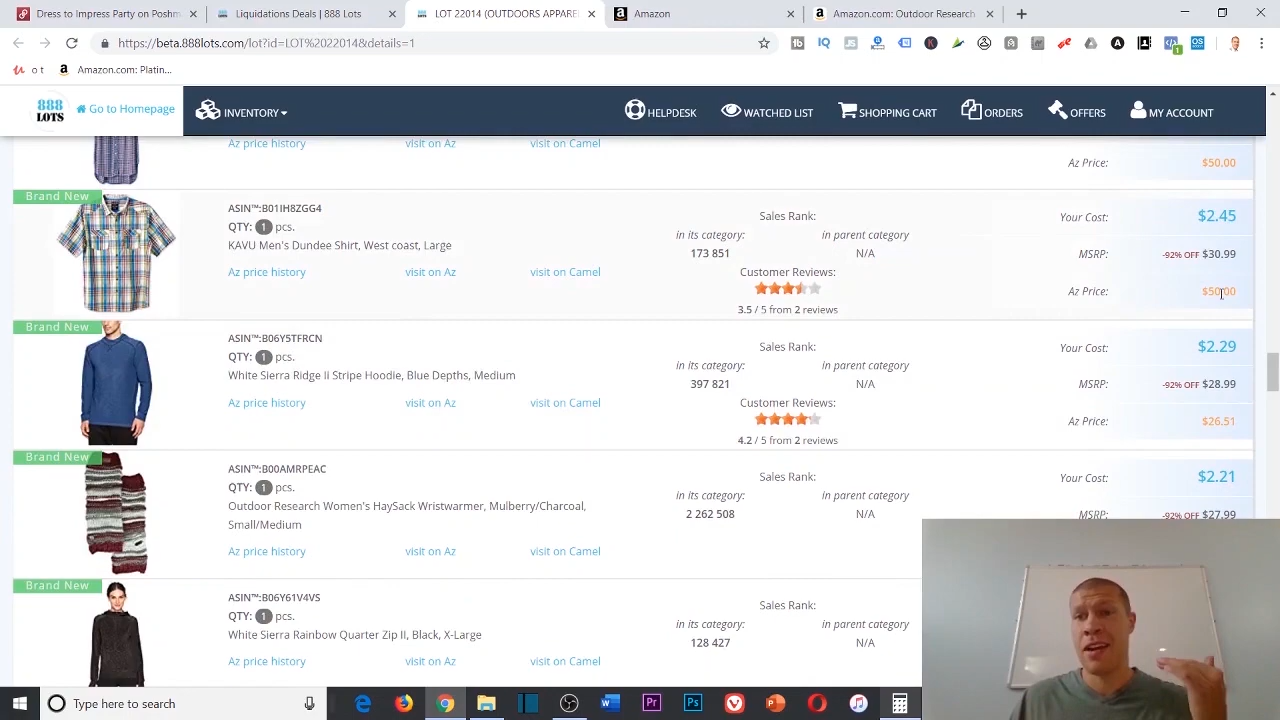 Direct from Amazon to Poshm
Liquidation Deals | 888 Lots
LOT 22014 (OUTDOORS APPARE
Amazon
Amazon.com: Outdoor Research
https://beta.888lots.com/lot?id=LOT%2022014&details=1
o t
Amazon.com: Platin...
888 LOTS
Go to Homepage
INVENTORY
HELPDESK
WATCHED LIST
SHOPPING CART
ORDERS
OFFERS
MY ACCOUNT
Az price history visit on Az visit on Camel
Az Price: $50.00
Brand New
ASIN™:B01IH8ZGG4
QTY: 1 pcs.
KAVU Men's Dundee Shirt, West coast, Large
Az price history visit on Az visit on Camel
Sales Rank:
in its category: in parent category
173 851 N/A
Customer Reviews:
3.5 / 5 from 2 reviews
Your Cost: $2.45
MSRP: -92% OFF $30.99
Az Price: $50.00
Brand New
ASIN™:B06Y5TFRCN
QTY: 1 pcs.
White Sierra Ridge Ii Stripe Hoodie, Blue Depths, Medium
Az price history visit on Az visit on Camel
Sales Rank:
in its category: in parent category
397 821 N/A
Customer Reviews:
4.2 / 5 from 2 reviews
Your Cost: $2.29
MSRP: -92% OFF $28.99
Az Price: $26.51
Brand New
ASIN™:B00AMRPEAC
QTY: 1 pcs.
Outdoor Research Women's HaySack Wristwarmer, Mulberry/Charcoal,
Small/Medium
Az price history visit on Az visit on Camel
Sales Rank:
in its category: in parent category
2 262 508 N/A
Your Cost: $2.21
MSRP: -92% OFF $27.99
Brand New
ASIN™:B06Y61V4VS
QTY: 1 pcs.
White Sierra Rainbow Quarter Zip II, Black, X-Large
Az price history visit on Az visit on Camel
Sales Rank:
in its category: in parent category
128 427 N/A
Type here to search